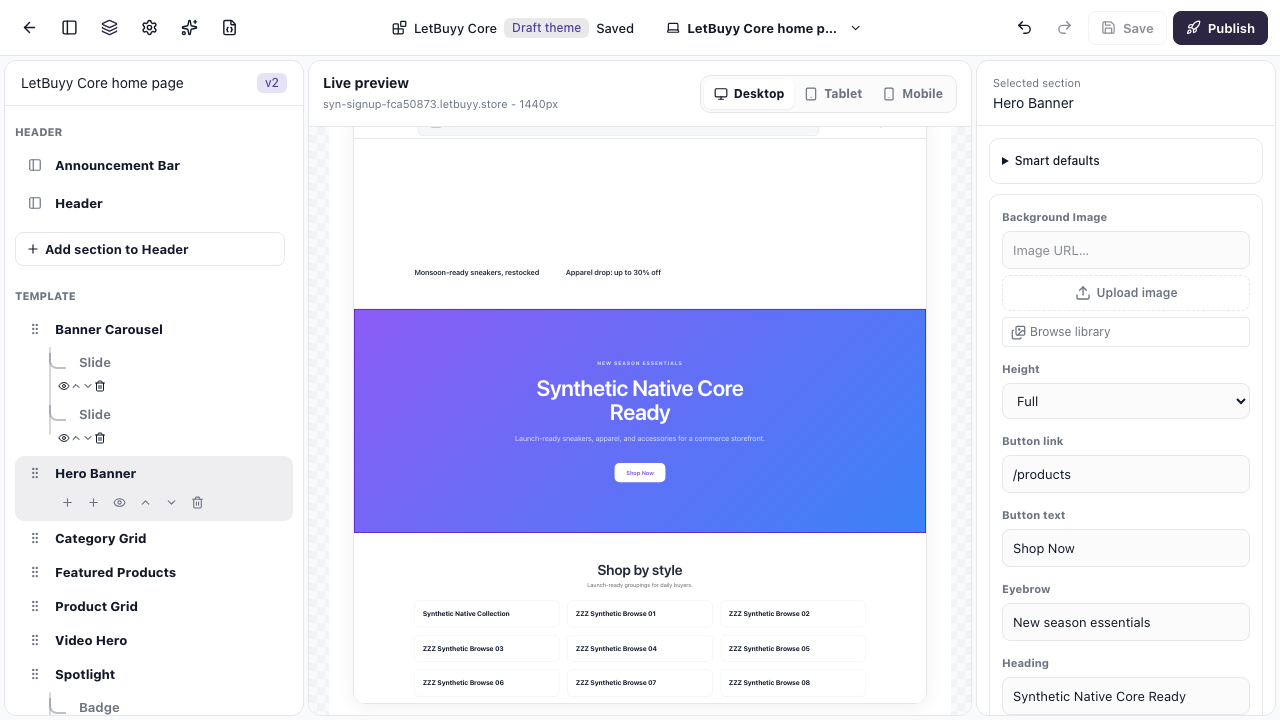 LetBuyy Core
Draft theme
Saved
LetBuyy Core home p...
Save
Publish
LetBuyy Core home page
v2
HEADER
Announcement Bar
Header
Add section to Header
TEMPLATE
Banner Carousel
Slide
Slide
Hero Banner
Category Grid
Featured Products
Product Grid
Video Hero
Spotlight
Badge
Live preview
syn-signup-fca50873.letbuyy.store - 1440px
Desktop
Tablet
Mobile
Monsoon-ready sneakers, restocked
Apparel drop: up to 30% off
NEW SEASON ESSENTIALS
Synthetic Native Core
Ready
Launch-ready sneakers, apparel, and accessories for a commerce storefront.
Shop Now
Shop by style
Launch-ready groupings for daily buyers.
Synthetic Native Collection
ZZZ Synthetic Browse 01
ZZZ Synthetic Browse 02
ZZZ Synthetic Browse 03
ZZZ Synthetic Browse 04
ZZZ Synthetic Browse 05
ZZZ Synthetic Browse 06
ZZZ Synthetic Browse 07
ZZZ Synthetic Browse 08
Selected section
Hero Banner
Smart defaults
Background Image
Image URL...
Upload image
Browse library
Height
Full
Button link
/products
Button text
Shop Now
Eyebrow
New season essentials
Heading
Synthetic Native Core Ready